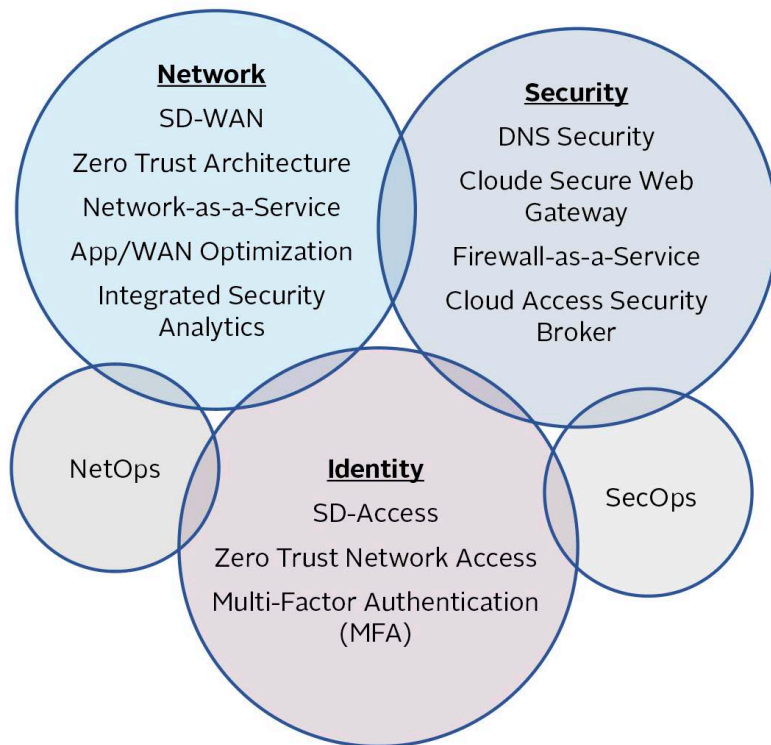 Network
SD-WAN
Zero Trust Architecture
Network-as-a-Service
App/WAN Optimization
Integrated Security
Analytics
Security
DNS Security
Cloude Secure Web
Gateway
Firewall-as-a-Service
Cloud Access Security
Broker
NetOps
Identity
SD-Access
Zero Trust Network Access
Multi-Factor Authentication
(MFA)
SecOps